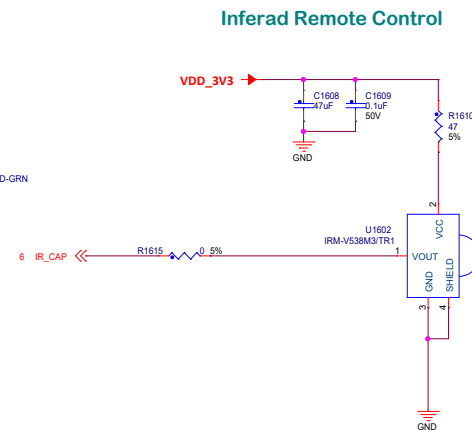 Inferad Remote Control
VDD_3V3
C1608
47uF
C1609
0.1uF
50V
R1610
47
5%
GND
D-GRN
2
U1602
IRM-V538M3/TR1
VCC
6 IR_CAP
R1615
0 5%
1
VOUT
GND
SHIELD
3
4
GND